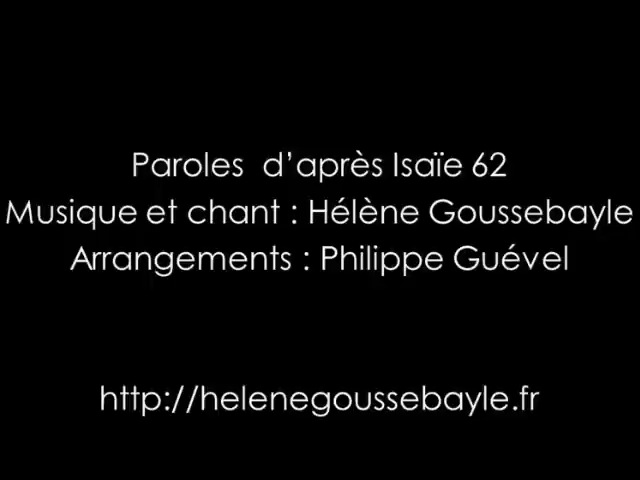 Paroles  d’après Isaïe 62
Musique et chant : Hélène Goussebayle
Arrangements : Philippe Guével
http://helenegoussebayle.fr